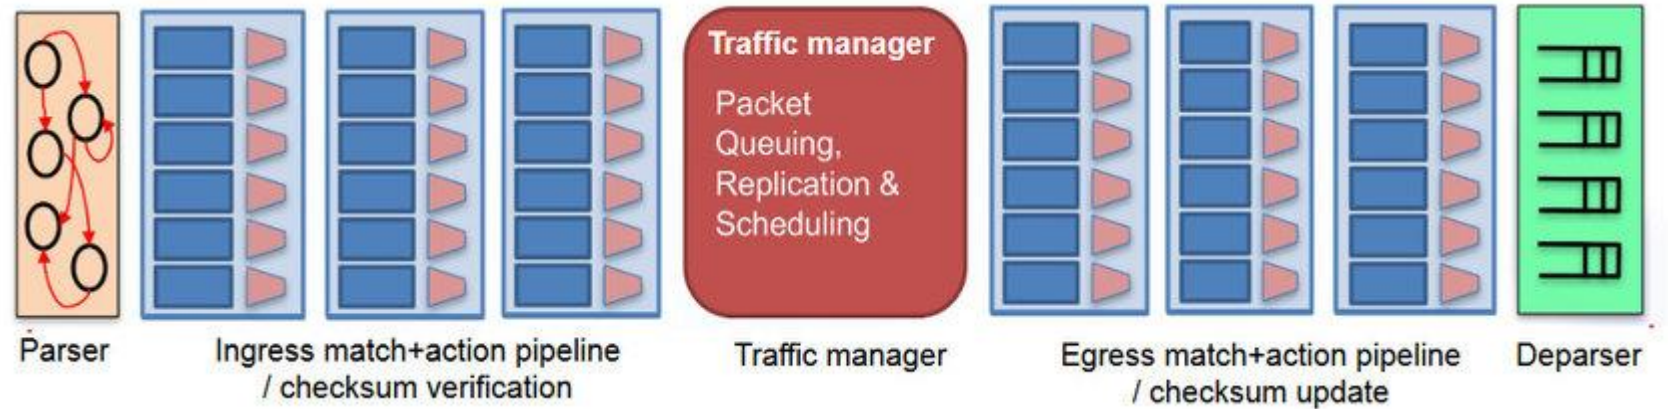 Traffic manager
Packet
Queuing,
Replication &
Scheduling
Parser
Ingress match+action pipeline
/ checksum verification
Traffic manager
Egress match+action pipeline
/ checksum update
Deparser